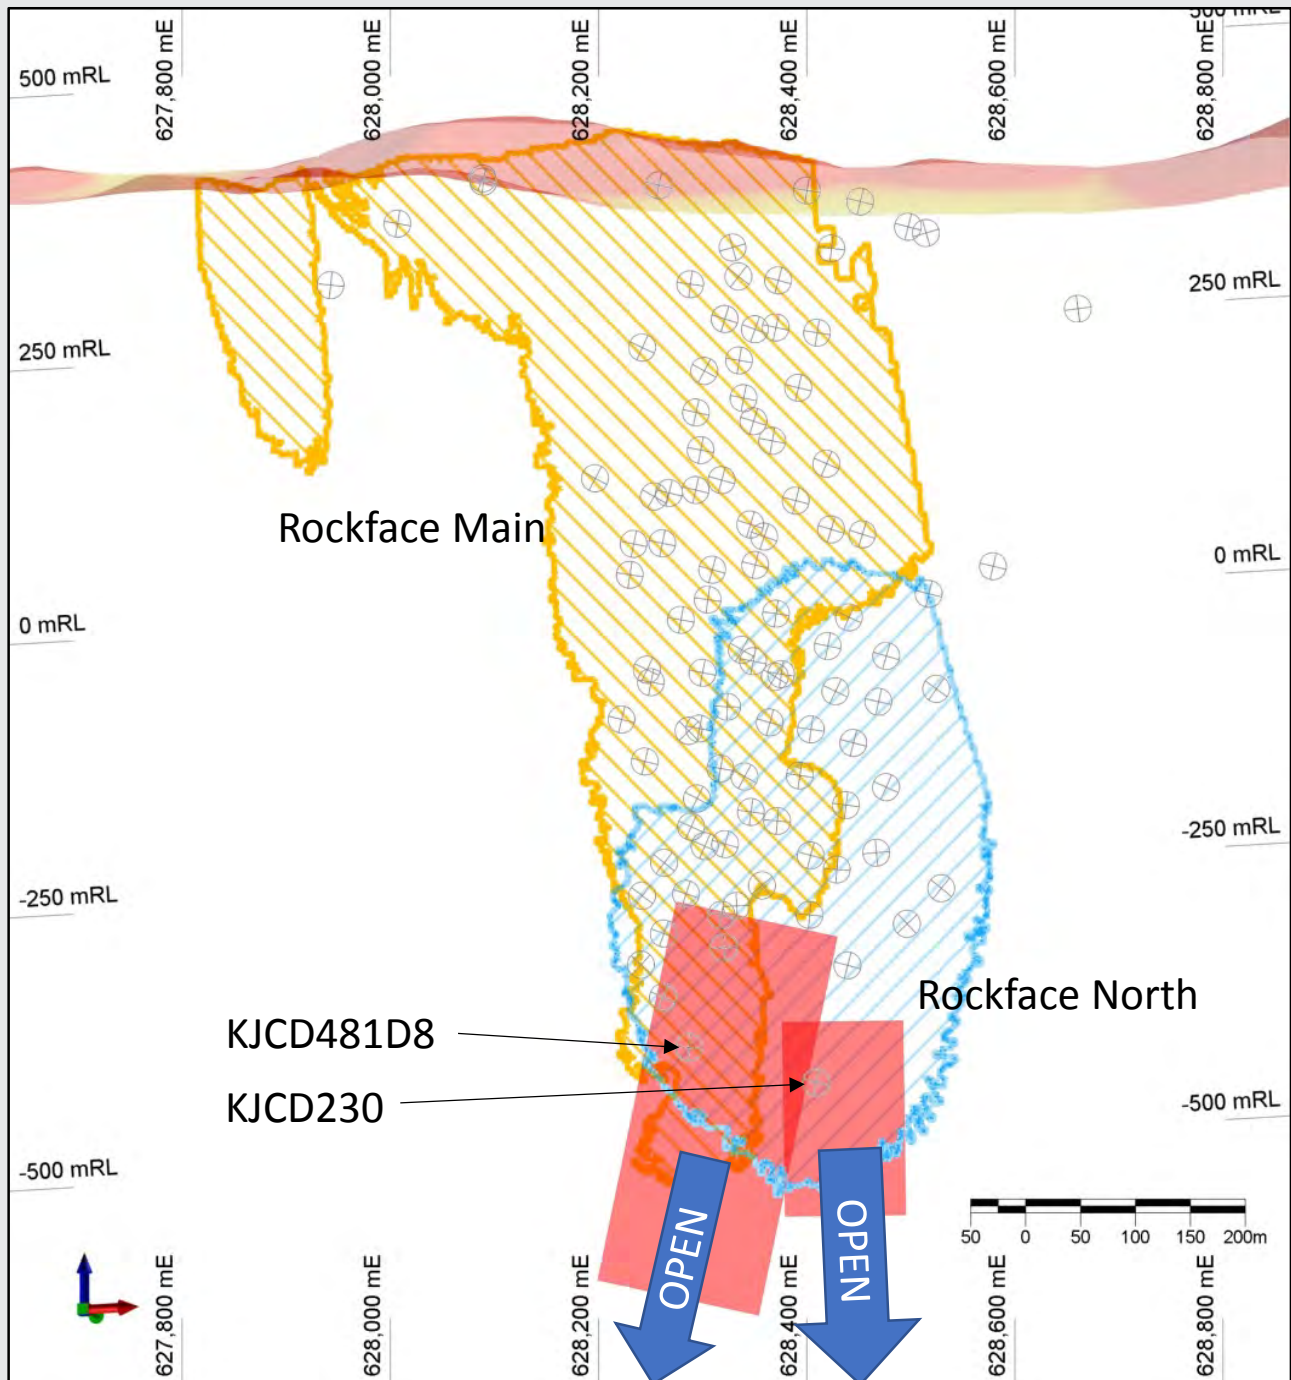 500 mRL
627,800 mE
628,000 mE
628,200 mE
628,400 mE
628,600 mE
628,800 mE
500 mRL
250 mRL
250 mRL
Rockface Main
0 mRL
0 mRL
-250 mRL
-250 mRL
Rockface North
KJCD481D8
KJCD230
-500 mRL
-500 mRL
OPEN
OPEN
50 0 50 100 150 200m
627,800 mE
628,000 mE
628,200 mE
628,400 mE
628,600 mE
628,800 mE